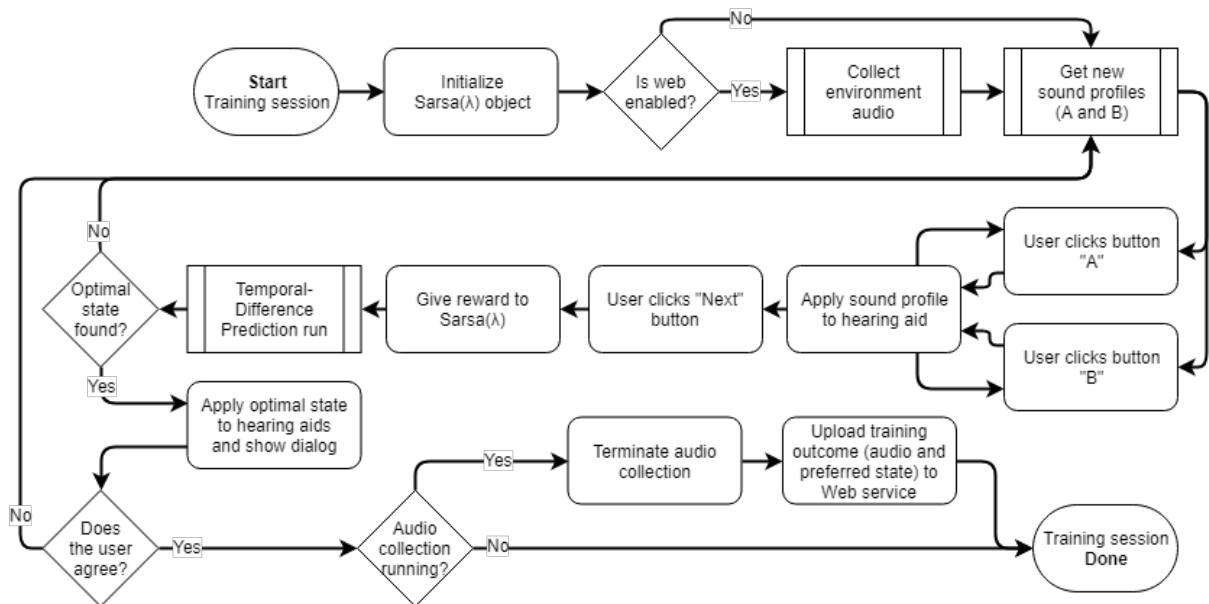 No
Start
Training session
Initialize
Sarsa(λ) object
Is web
enabled?
Yes
Collect
environment
audio
Get new
sound profiles
(A and B)
No
Optimal
state
found?
Temporal-
Difference
Prediction run
Give reward to
Sarsa(λ)
User clicks "Next"
button
Apply sound profile
to hearing aid
User clicks button
"A"
User clicks button
"B"
Yes
Apply optimal state
to hearing aids
and show dialog
Yes
Terminate audio
collection
Upload training
outcome (audio and
preferred state) to
Web service
No
Does
the user
agree?
Yes
Audio
collection
running?
No
Training session
Done